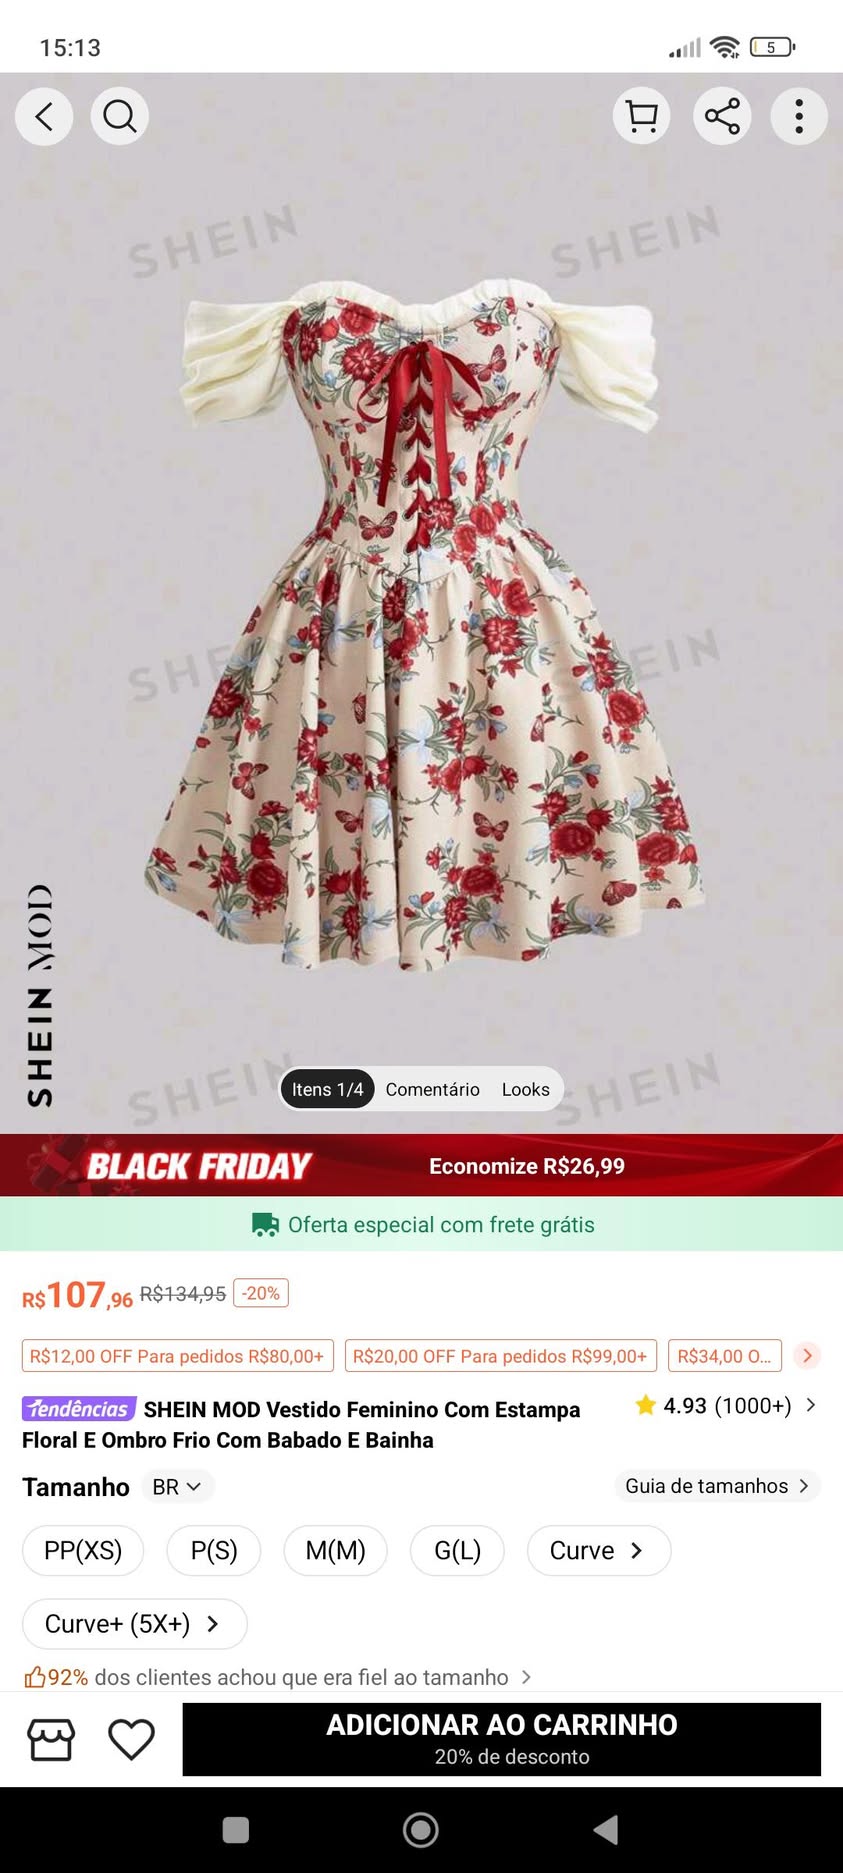 15:13
5
SHEIN
SHEIN
SHEIN
SHEIN
SHEIN MOD
SHEIN
SHEIN
Itens 1/4 Comentário Looks
BLACK FRIDAY Economize R$26,99
Oferta especial com frete grátis
R$107,96 R$134,95 -20%
R$12,00 OFF Para pedidos R$80,00+ R$20,00 OFF Para pedidos R$99,00+ R$34,00 O...
Tendências SHEIN MOD Vestido Feminino Com Estampa 4.93 (1000+)
Floral E Ombro Frio Com Babado E Bainha
Tamanho BR Guia de tamanhos
PP(XS) P(S) M(M) G(L) Curve
Curve+ (5X+)
92% dos clientes achou que era fiel ao tamanho
ADICIONAR AO CARRINHO
20% de desconto